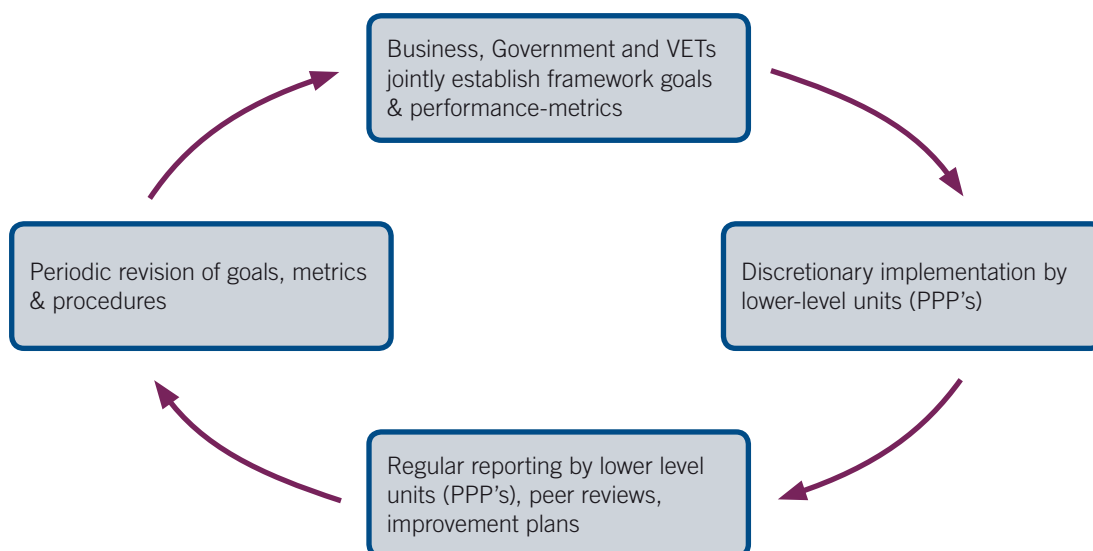 Business, Government and VETs
jointly establish framework goals
& performance-metrics
Periodic revision of goals, metrics
& procedures
Discretionary implementation by
lower-level units (PPP's)
Regular reporting by lower level
units (PPP's), peer reviews,
improvement plans